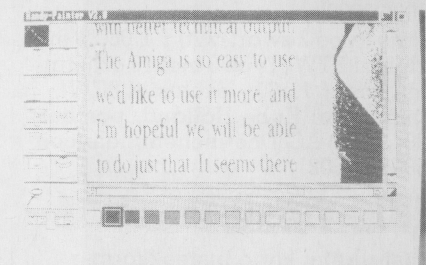 with better technical output.
The Amiga is so easy to use
we'd like to use it more, and
I'm hopeful we will be able
to do just that. It seems there